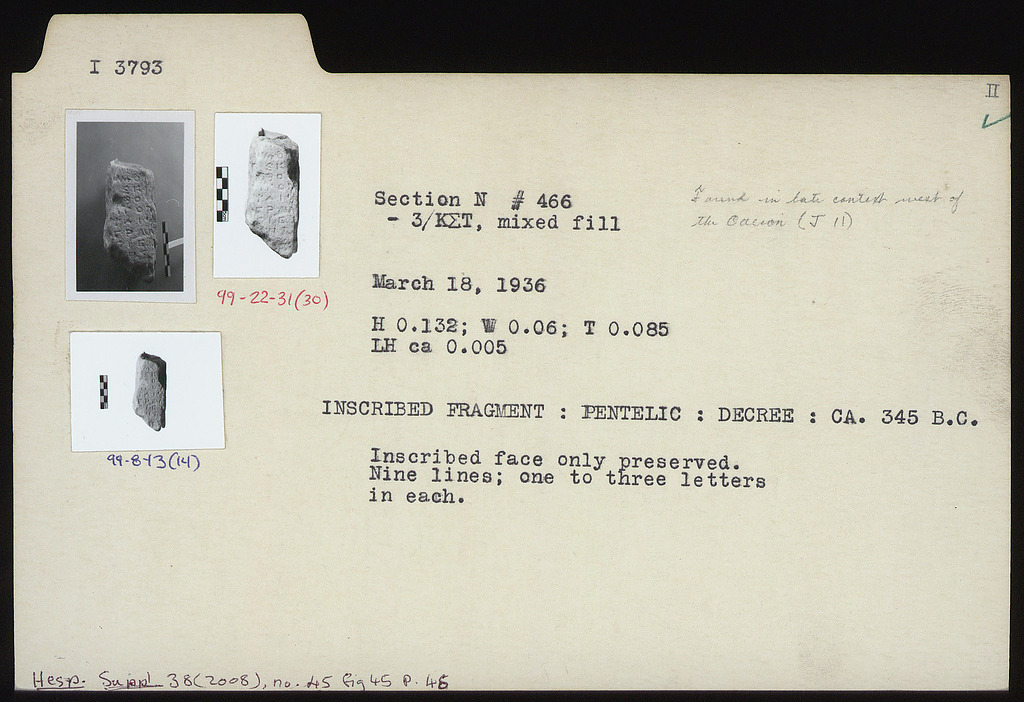 I 3793
II
Section N # 466
- 3/ΚΣΤ, mixed fill
Found in late context west of
the Odeion (J 11)
March 18, 1936
99-22-31(30)
H 0.132; W 0.06; T 0.085
LH ca 0.005
INSCRIBED FRAGMENT : PENTELIC : DECREE : CA. 345 B.C.
Inscribed face only preserved.
Nine lines; one to three letters
in each.
99-8-13(14)
Hesp. Suppl. 38(2008), no. 45 fig 45 p. 46